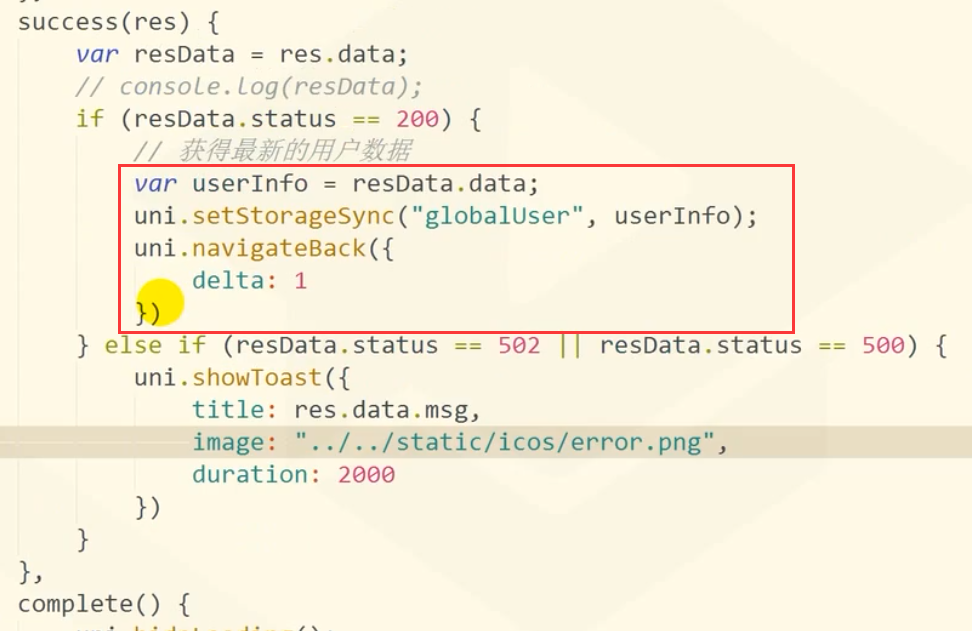 success(res) {
var resData = res.data;
// console.log(resData);
if (resData.status == 200) {
// 获得最新的用户数据
var userInfo = resData.data;
uni.setStorageSync("globalUser", userInfo);
uni.navigateBack({
delta: 1
})
} else if (resData.status == 502 || resData.status == 500) {
uni.showToast({
title: res.data.msg,
image: "../../static/icos/error.png",
duration: 2000
})
}
},
complete() {